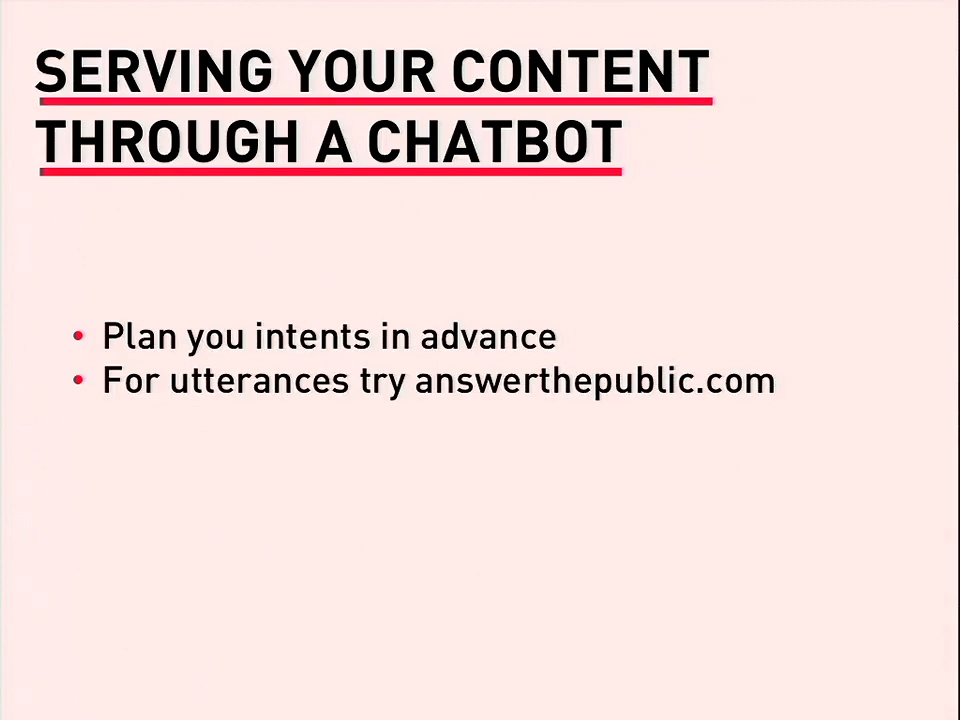 SERVING YOUR CONTENT
THROUGH A CHATBOT
• Plan you intents in advance
• For utterances try answerthepublic.com